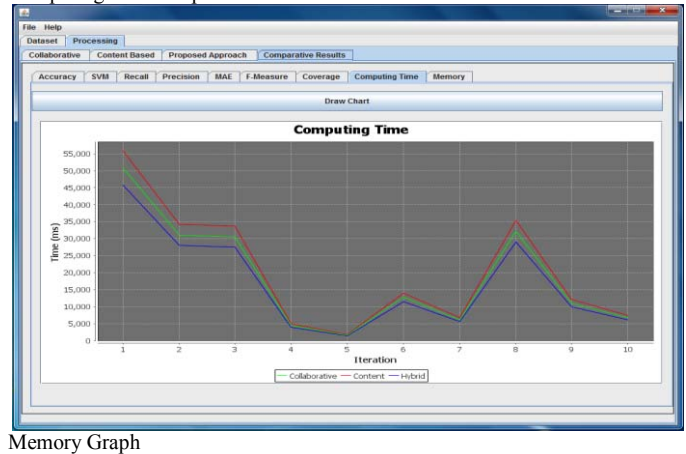 File Help
Dataset Processing
Collaborative Content Based Proposed Approach Comparative Results
Accuracy SVM Recall Precision MAE F-Measure Coverage Computing Time Memory
Draw Chart
Computing Time
55,000
50,000
45,000
40,000
35,000
30,000
25,000
20,000
15,000
10,000
5,000
0
Time (ms)
1 2 3 4 5 6 7 8 9 10
Iteration
Collaborative Content Hybrid
Memory Graph